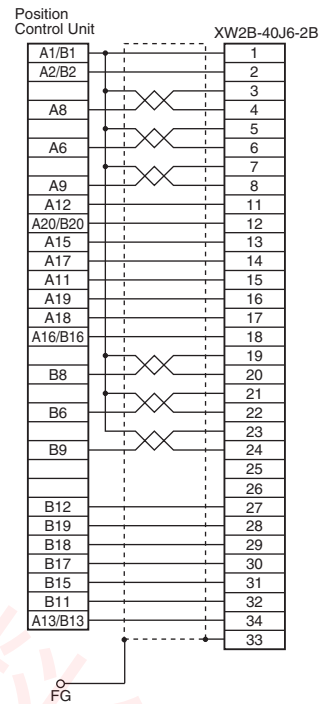 Position
Control Unit
XW2B-40J6-2B
A1/B1 1
A2/B2 2
3
A8 4
5
A6 6
7
A9 8
A12 11
A20/B20 12
A15 13
A17 14
A11 15
A19 16
A18 17
A16/B16 18
19
B8 20
21
B6 22
23
B9 24
25
26
B12 27
B19 28
B18 29
B17 30
B15 31
B11 32
A13/B13 34
33
FG